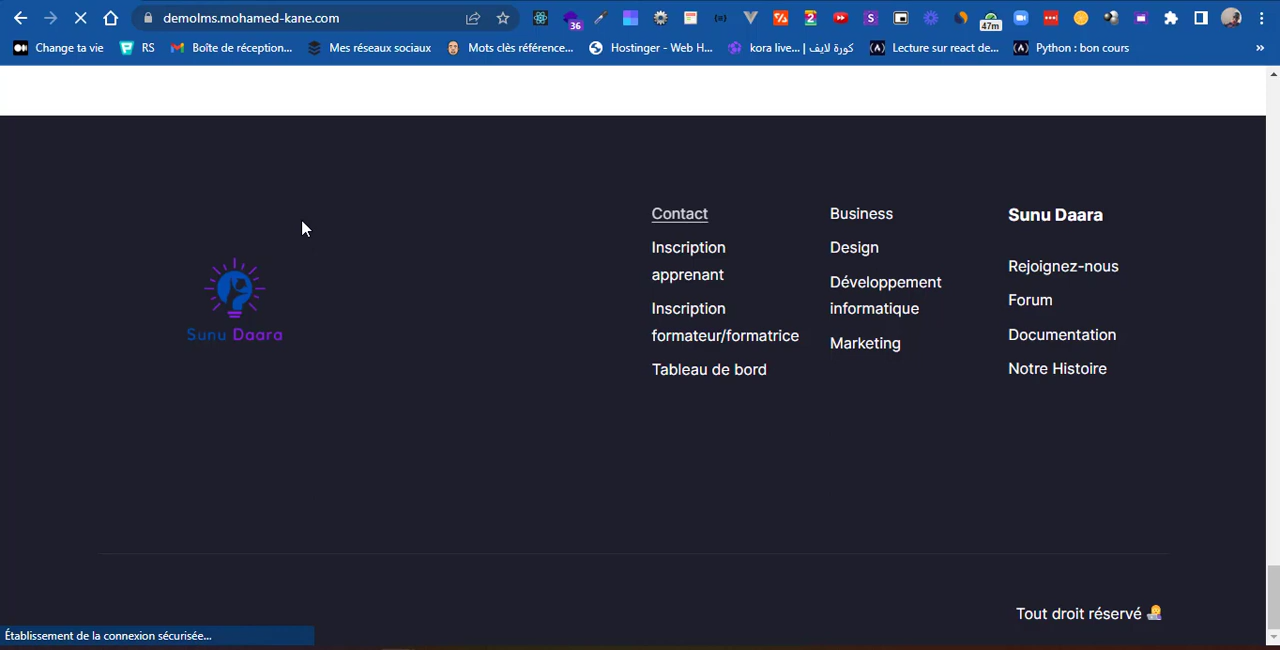 demolms.mohamed-kane.com
36
47m
Change ta vie
RS
Boîte de réception...
Mes réseaux sociaux
Mots clés référence...
Hostinger - Web H...
kora live... | كورة لايف
Lecture sur react de...
Python : bon cours
»
Sunu Daara
Contact
Inscription
apprenant
Inscription
formateur/formatrice
Tableau de bord
Business
Design
Développement
informatique
Marketing
Sunu Daara
Rejoignez-nous
Forum
Documentation
Notre Histoire
Tout droit réservé
Établissement de la connexion sécurisée...